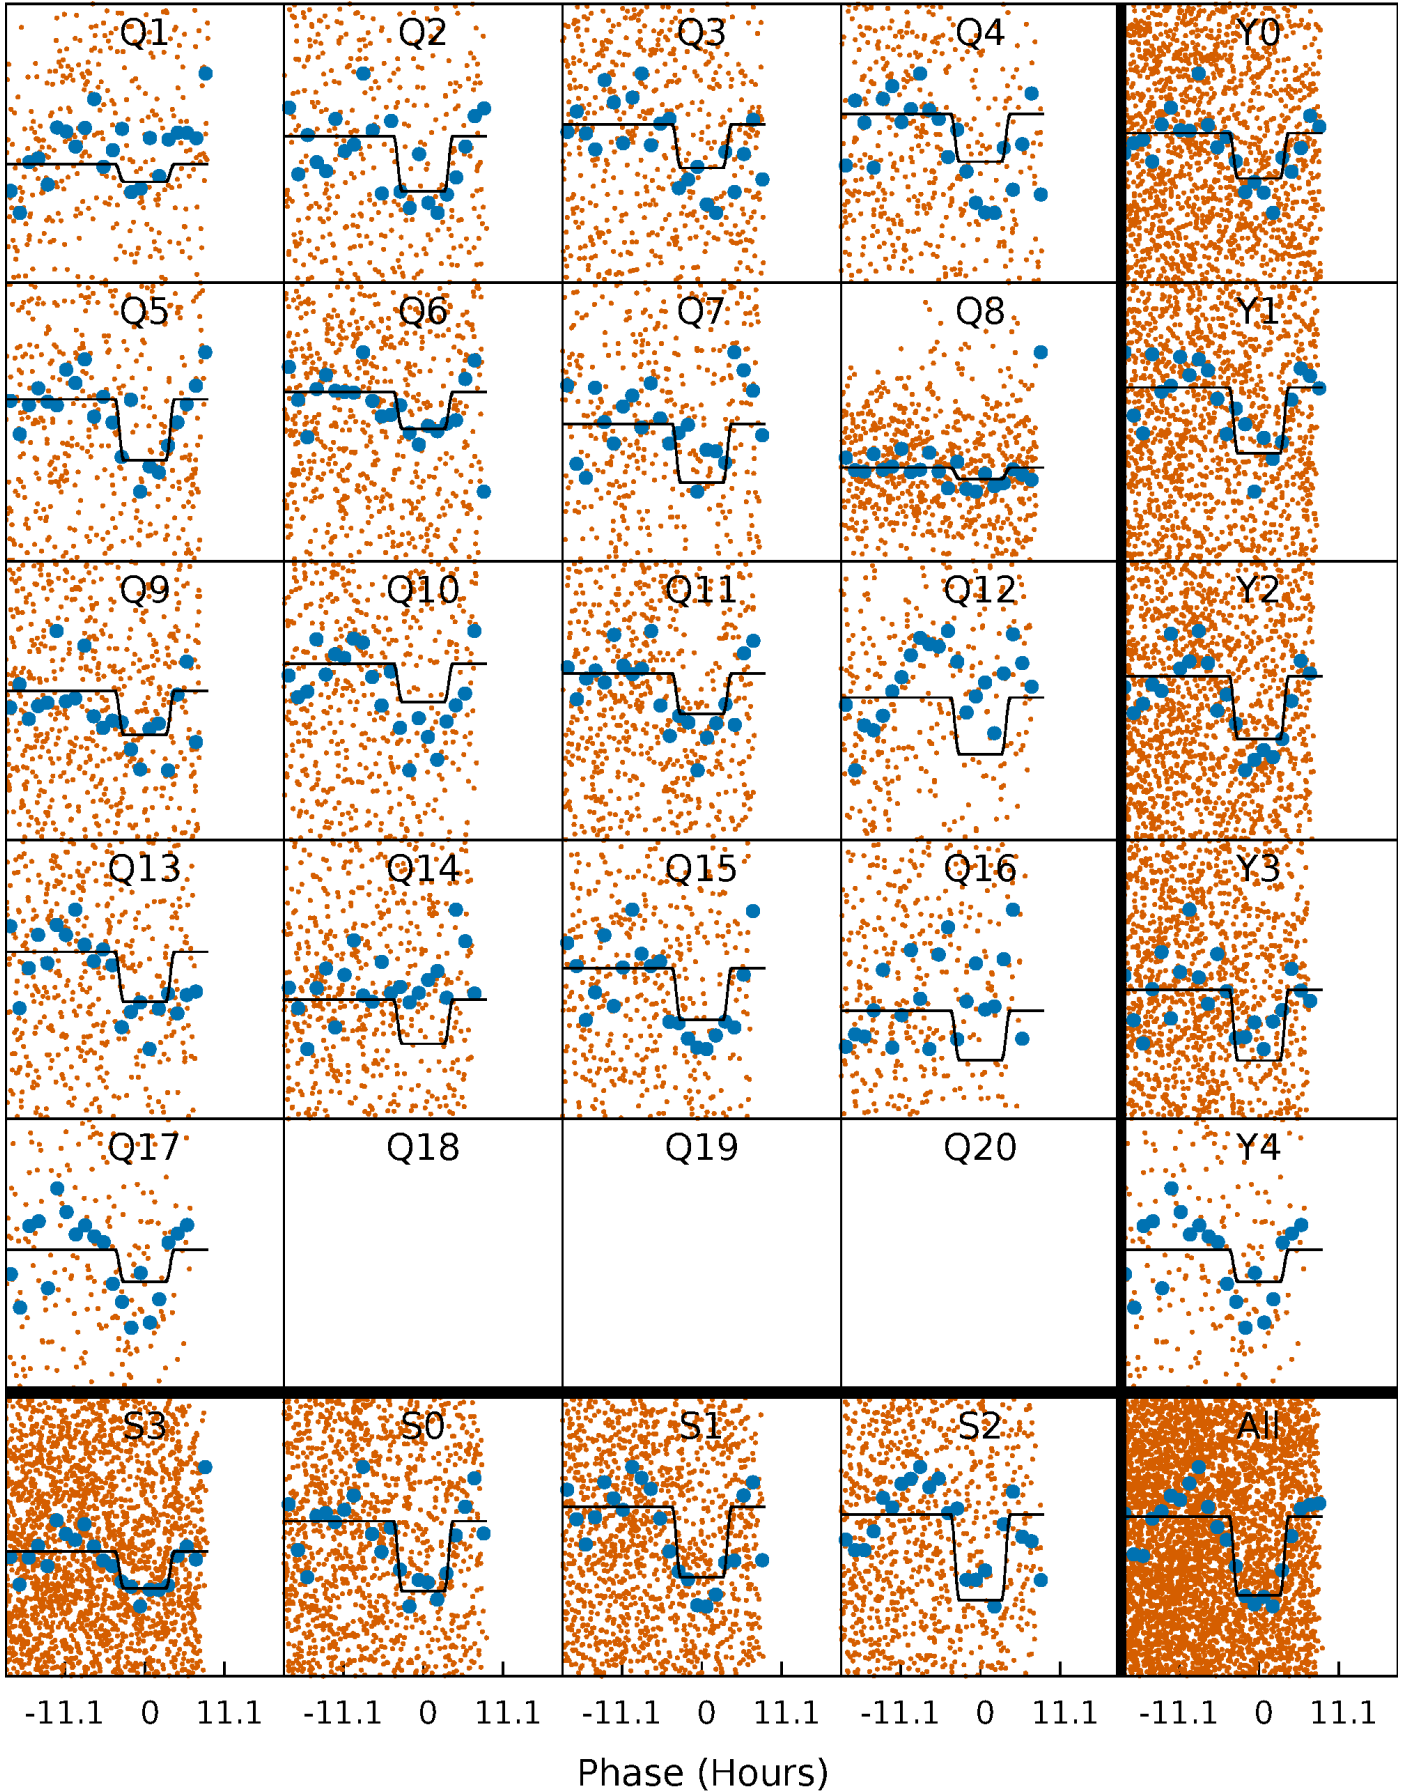 Q1 Q2 Q3 Q4 Y0
Q5 Q6 Q7 Q8 Y1
Q9 Q10 Q11 Q12 Y2
Q13 Q14 Q15 Q16 Y3
Q17 Q18 Q19 Q20 Y4
S3 S0 S1 S2 All
-11.1 0 11.1 -11.1 0 11.1 -11.1 0 11.1 -11.1 0 11.1 -11.1 0 11.1
Phase (Hours)